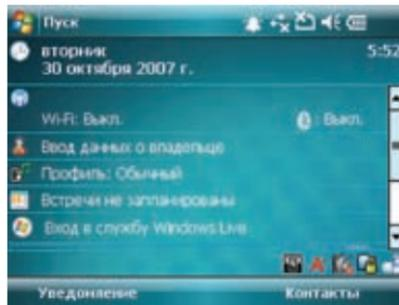 Пуск
вторник 5:52
30 октября 2007 г.
Wi-Fi: Выкл. : Выкл.
Ввод данных о владельце
Профиль: Обычный
Встречи не запланированы
Вход в службу Windows Live
Уведомление Контакты